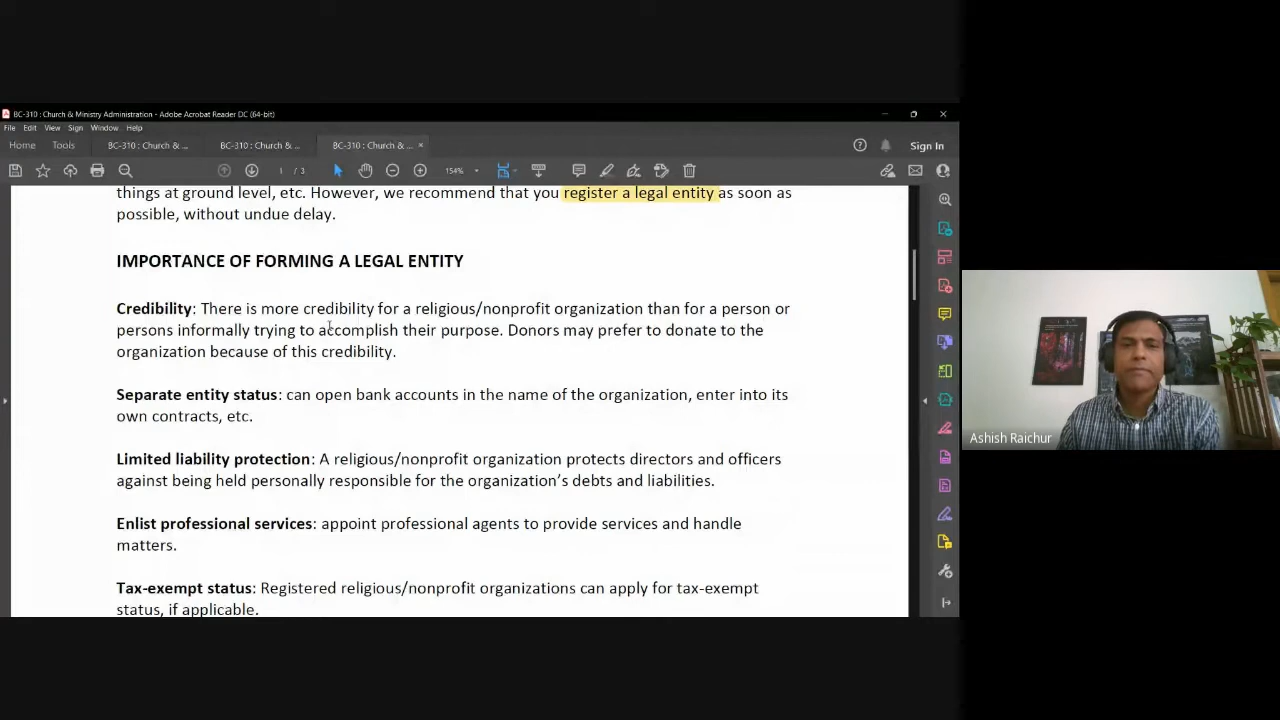 BC-310 : Church & Ministry Administration - Adobe Acrobat Reader DC (64-bit)
File Edit View Sign Window Help
Home Tools BC-310 : Church & ... BC-310 : Church & ... BC-310 : Church & ... × Sign In
1 / 3 154%
things at ground level, etc. However, we recommend that you register a legal entity as soon as
possible, without undue delay.
IMPORTANCE OF FORMING A LEGAL ENTITY
Credibility: There is more credibility for a religious/nonprofit organization than for a person or
persons informally trying to accomplish their purpose. Donors may prefer to donate to the
organization because of this credibility.
Separate entity status: can open bank accounts in the name of the organization, enter into its
own contracts, etc.
Limited liability protection: A religious/nonprofit organization protects directors and officers
against being held personally responsible for the organization's debts and liabilities.
Enlist professional services: appoint professional agents to provide services and handle
matters.
Tax-exempt status: Registered religious/nonprofit organizations can apply for tax-exempt
status, if applicable.
Ashish Raichur